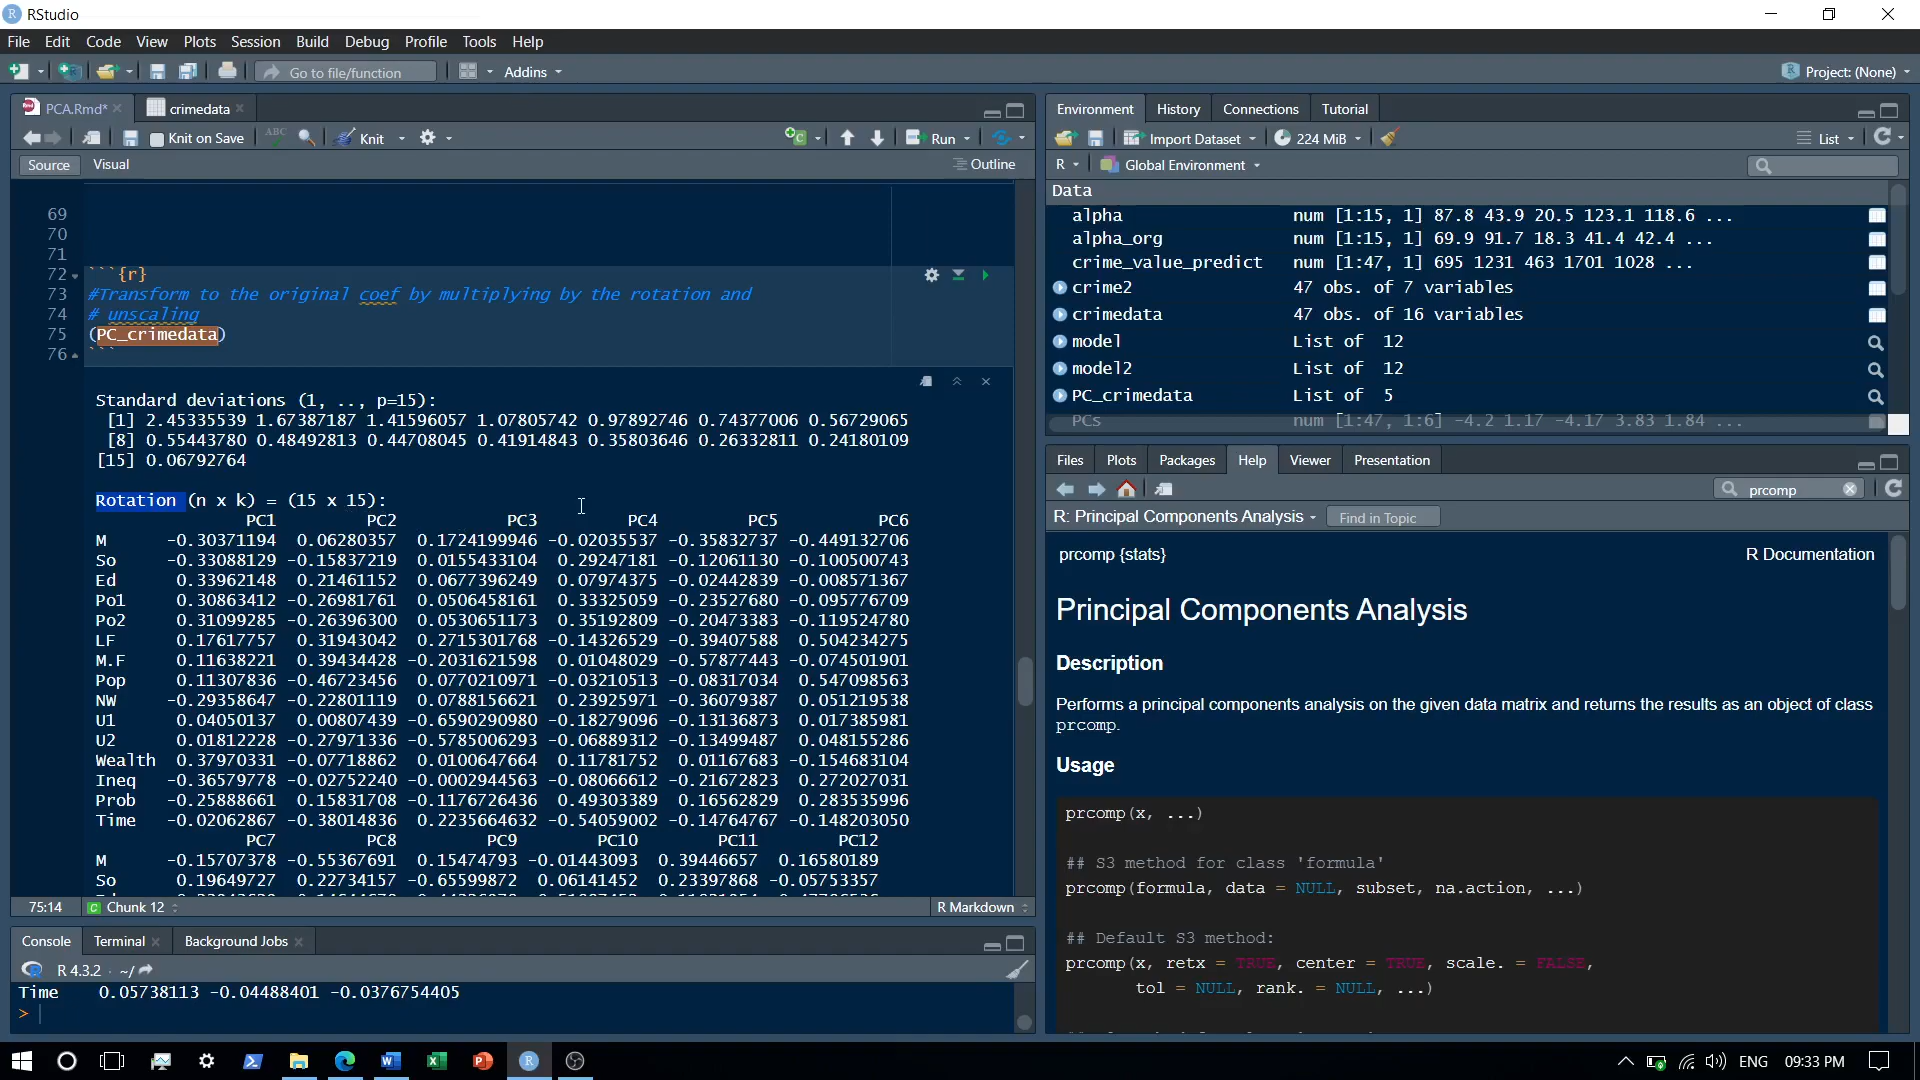 RStudio
File Edit Code View Plots Session Build Debug Profile Tools Help
Go to file/function Addins Project: (None)
PCA.Rmd* crimedata
Knit on Save ABC Knit Run
Source Visual Outline
69
70
71
72 ```{r}
73 #Transform to the original coef by multiplying by the rotation and
74 # unscaling
75 (PC_crimedata)
76 ```
Standard deviations (1, .., p=15):
[1] 2.45335539 1.67387187 1.41596057 1.07805742 0.97892746 0.74377006 0.56729065
[8] 0.55443780 0.48492813 0.44708045 0.41914843 0.35803646 0.26332811 0.24180109
[15] 0.06792764
Rotation (n x k) = (15 x 15):
PC1 PC2 PC3 PC4 PC5 PC6
M -0.30371194 0.06280357 0.1724199946 -0.02035537 -0.35832737 -0.449132706
So -0.33088129 -0.15837219 0.0155433104 0.29247181 -0.12061130 -0.100500743
Ed 0.33962148 0.21461152 0.0677396249 0.07974375 -0.02442839 -0.008571367
Po1 0.30863412 -0.26981761 0.0506458161 0.33325059 -0.23527680 -0.095776709
Po2 0.31099285 -0.26396300 0.0530651173 0.35192809 -0.20473383 -0.119524780
LF 0.17617757 0.31943042 0.2715301768 -0.14326529 -0.39407588 0.504234275
M.F 0.11638221 0.39434428 -0.2031621598 0.01048029 -0.57877443 -0.074501901
Pop 0.11307836 -0.46723456 0.0770210971 -0.03210513 -0.08317034 0.547098563
NW -0.29358647 -0.22801119 0.0788156621 0.23925971 -0.36079387 0.051219538
U1 0.04050137 0.00807439 -0.6590290980 -0.18279096 -0.13136873 0.017385981
U2 0.01812228 -0.27971336 -0.5785006293 -0.06889312 -0.13499487 0.048155286
Wealth 0.37970331 -0.07718862 0.0100647664 0.11781752 0.01167683 -0.154683104
Ineq -0.36579778 -0.02752240 -0.0002944563 -0.08066612 -0.21672823 0.272027031
Prob -0.25888661 0.15831708 -0.1176726436 0.49303389 0.16562829 0.283535996
Time -0.02062867 -0.38014836 0.2235664632 -0.54059002 -0.14764767 -0.148203050
PC7 PC8 PC9 PC10 PC11 PC12
M -0.15707378 -0.55367691 0.15474793 -0.01443093 0.39446657 0.16580189
So 0.19649727 0.22734157 -0.65599872 0.06141452 0.23397868 -0.05753357
75:14 Chunk 12 R Markdown
Console Terminal Background Jobs
R 4.3.2 · ~/
Time 0.05738113 -0.04488401 -0.0376754405
>
Environment History Connections Tutorial
Import Dataset 224 MiB List
R Global Environment
Data
alpha num [1:15, 1] 87.8 43.9 20.5 123.1 118.6 ...
alpha_org num [1:15, 1] 69.9 91.7 18.3 41.4 42.4 ...
crime_value_predict num [1:47, 1] 695 1231 463 1701 1028 ...
crime2 47 obs. of 7 variables
crimedata 47 obs. of 16 variables
model List of 12
model2 List of 12
PC_crimedata List of 5
PCs num [1:47, 1:6] -4.2 1.17 -4.17 3.83 1.84 ...
Files Plots Packages Help Viewer Presentation
prcomp
R: Principal Components Analysis Find in Topic
prcomp {stats} R Documentation
Principal Components Analysis
Description
Performs a principal components analysis on the given data matrix and returns the results as an object of class
prcomp.
Usage
prcomp(x, ...)
## S3 method for class 'formula'
prcomp(formula, data = NULL, subset, na.action, ...)
## Default S3 method:
prcomp(x, retx = TRUE, center = TRUE, scale. = FALSE,
tol = NULL, rank. = NULL, ...)
ENG 09:33 PM